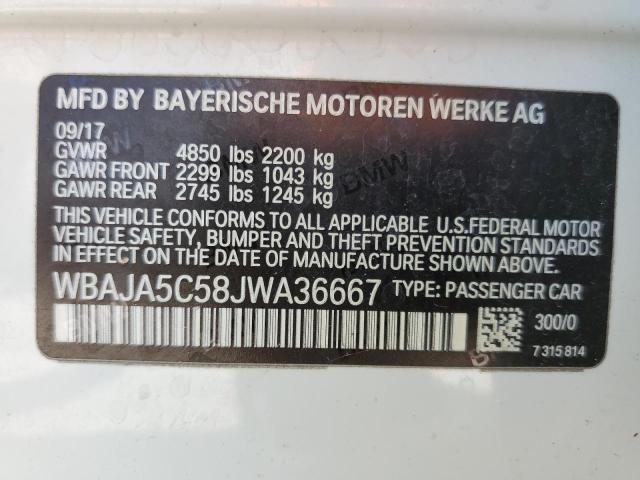 MFD BY BAYERISCHE MOTOREN WERKE AG
09/17
GVWR 4850 lbs 2200 kg
GAWR FRONT 2299 lbs 1043 kg
GAWR REAR 2745 lbs 1245 kg
THIS VEHICLE CONFORMS TO ALL APPLICABLE U.S.FEDERAL MOTOR
VEHICLE SAFETY, BUMPER AND THEFT PREVENTION STANDARDS
IN EFFECT ON THE DATE OF MANUFACTURE SHOWN ABOVE:
WBAJA5C58JWA36667 TYPE: PASSENGER CAR
300/0
7 315 814
BMW